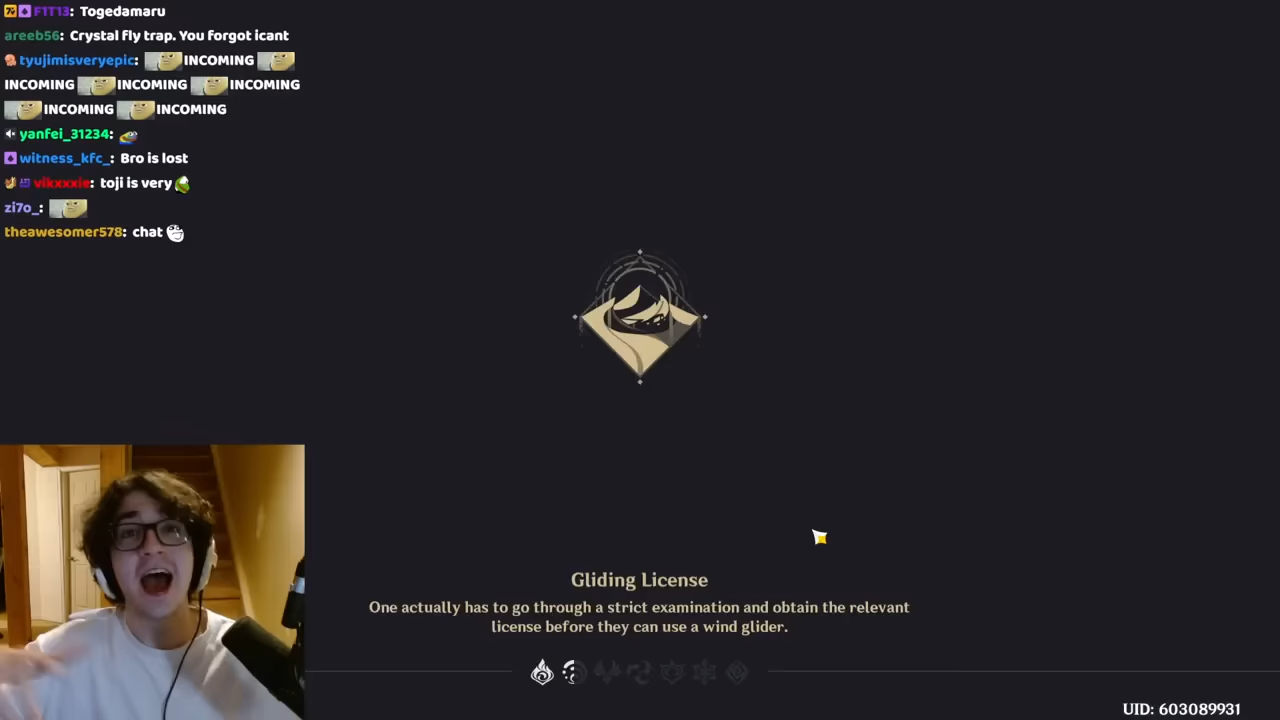 F1T13: Togedamaru
areeb56: Crystal fly trap. You forgot icant
tyujimisveryepic: INCOMING
INCOMING INCOMING INCOMING
INCOMING INCOMING
yanfei_31234:
witness_kfc_: Bro is lost
vikxxxie: toji is very
zi7o_:
theawesomer578: chat
Gliding License
One actually has to go through a strict examination and obtain the relevant
license before they can use a wind glider.
UID: 603089931